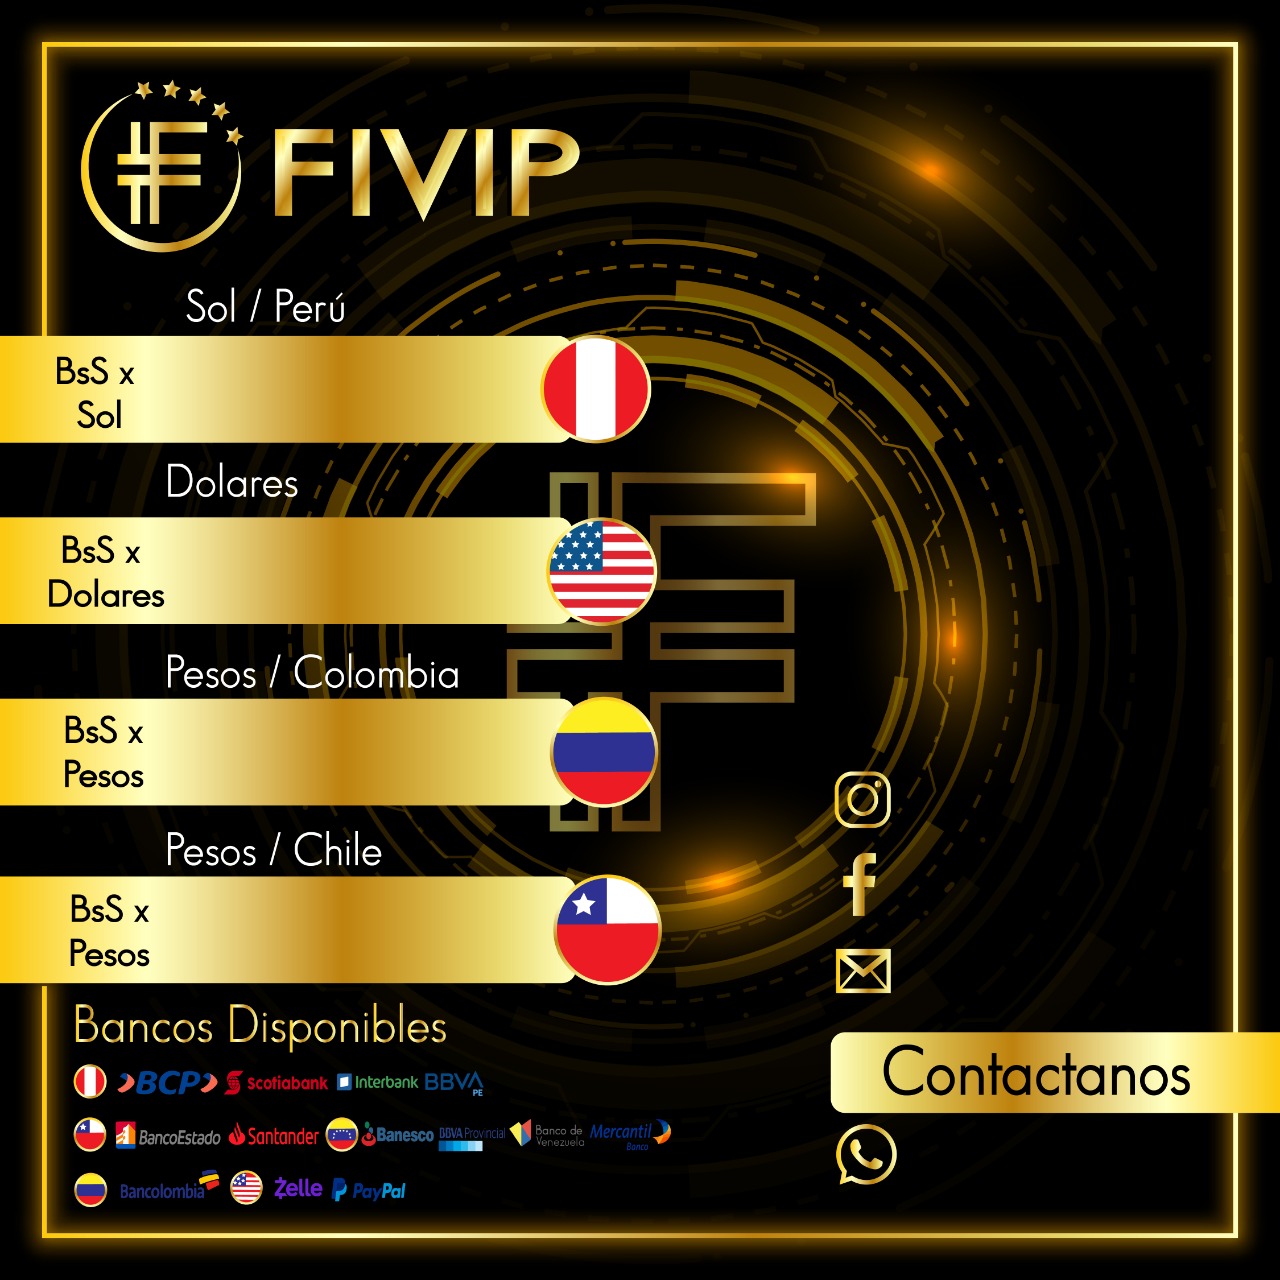 FIVIP
Sol / Perú
BsS x
Sol
Dolares
BsS x
Dolares
Pesos / Colombia
BsS x
Pesos
Pesos / Chile
BsS x
Pesos
Bancos Disponibles
BCP Scotiabank Interbank BBVA
PE
BancoEstado Santander Banesco BBVA Provincial Banco de
Venezuela Mercantil
Banco
Bancolombia Zelle PayPal
Contactanos